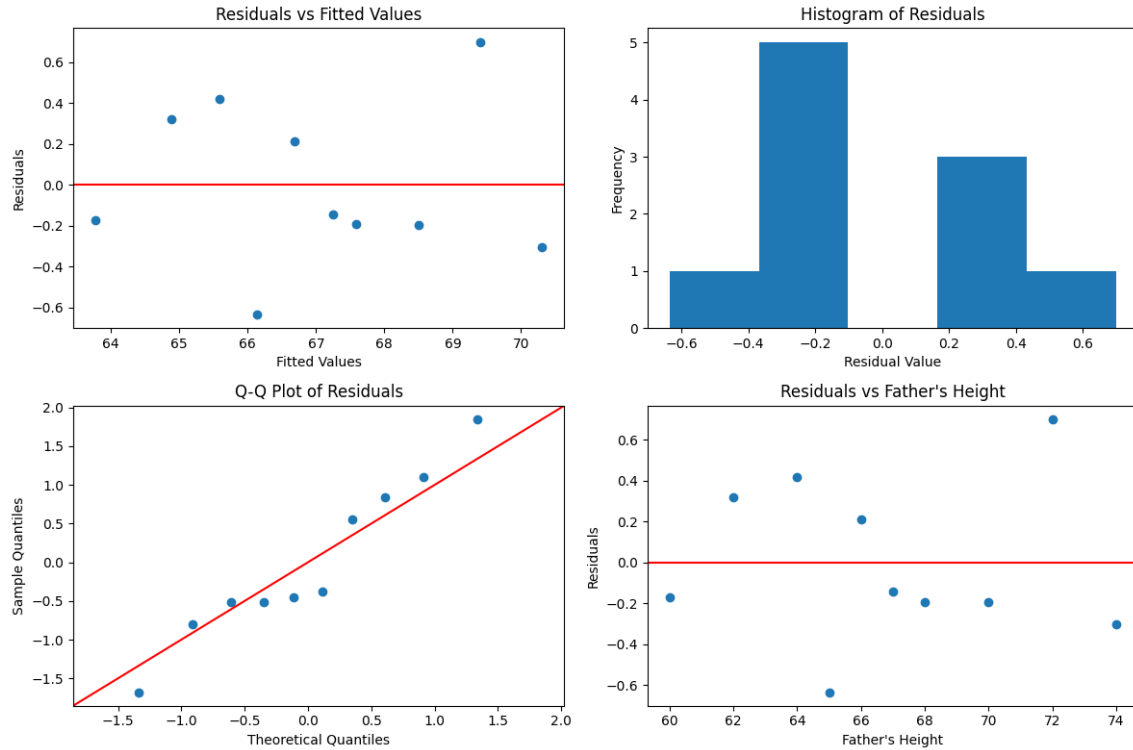 Residuals vs Fitted Values
0.6
0.4
0.2
0.0
−0.2
−0.4
−0.6
Residuals
64 65 66 67 68 69 70
Fitted Values
Histogram of Residuals
5
4
3
2
1
0
Frequency
−0.6 −0.4 −0.2 0.0 0.2 0.4 0.6
Residual Value
Q-Q Plot of Residuals
2.0
1.5
1.0
0.5
0.0
−0.5
−1.0
−1.5
Sample Quantiles
−1.5 −1.0 −0.5 0.0 0.5 1.0 1.5 2.0
Theoretical Quantiles
Residuals vs Father's Height
0.6
0.4
0.2
0.0
−0.2
−0.4
−0.6
Residuals
60 62 64 66 68 70 72 74
Father's Height